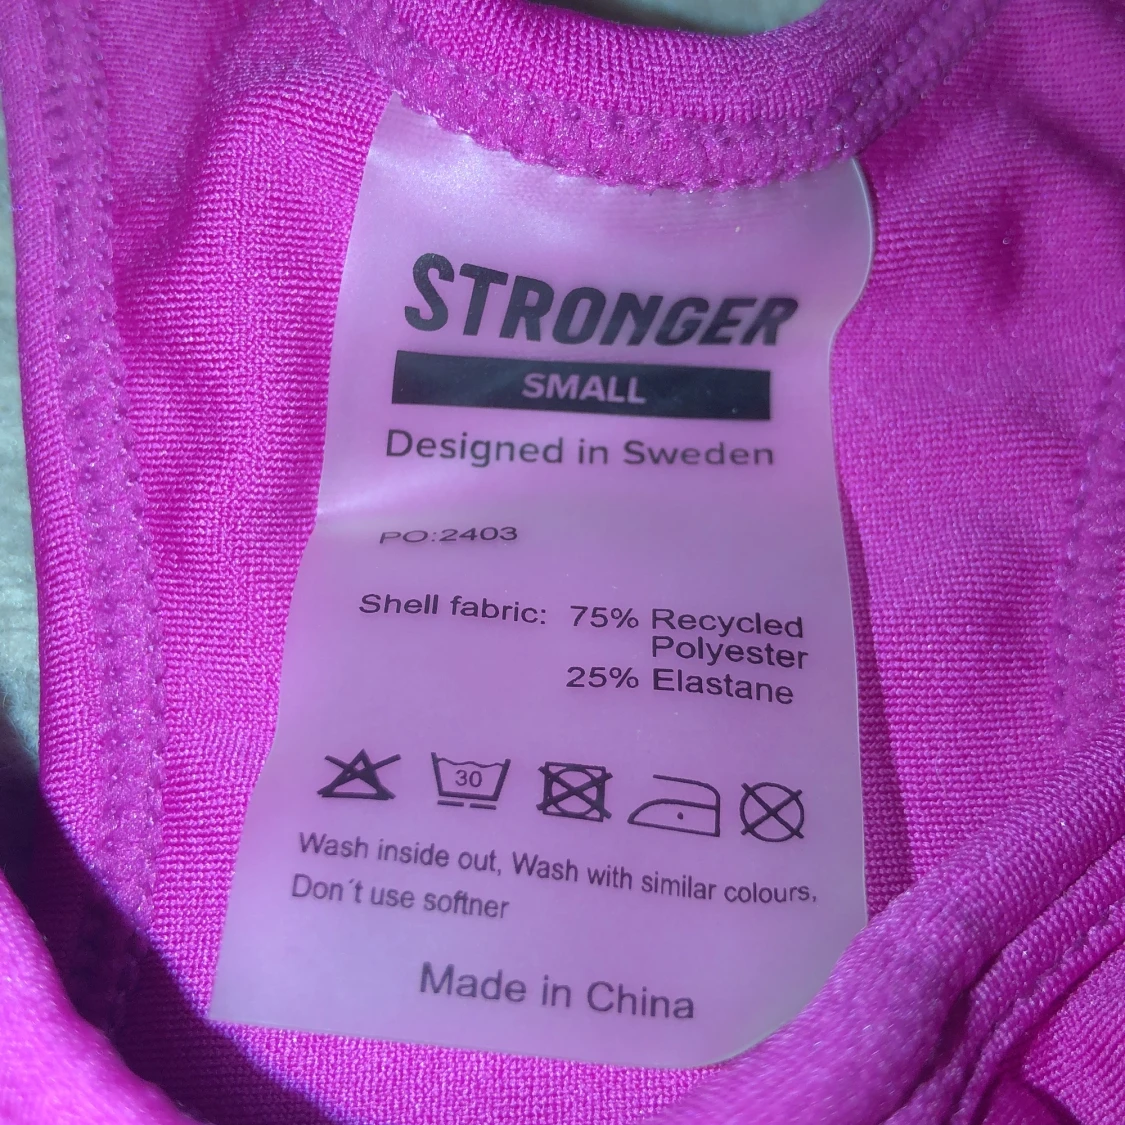 STRONGER
SMALL
Designed in Sweden
PO:2403
Shell fabric: 75% Recycled
Polyester
25% Elastane
30
Wash inside out, Wash with similar colours,
Don´t use softner
Made in China